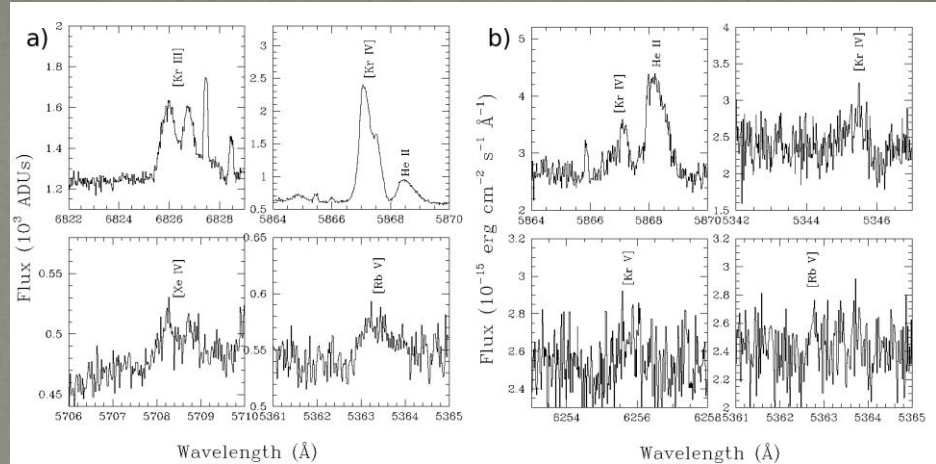 a)
b)
Flux (10³ ADUs)
[Kr III]
2
1.8
1.6
1.4
1.2
6822 6824 6826 6828
[Kr IV]
He II
3
2.5
2
1.5
1
0.5
5864 5866 5868 5870
[Xe IV]
0.55
0.5
0.45
5706 5707 5708 5709 5710
[Rb V]
0.65
0.6
0.55
0.5
5361 5362 5363 5364 5365
Wavelength (Å)
Flux (10⁻¹⁵ erg cm⁻² s⁻¹ Å⁻¹)
[Kr IV]
He II
5
4
3
2
5864 5866 5868 5870
[Kr IV]
4
3.5
3
2.5
2
1.5
5342 5344 5346
[Kr V]
3.2
3
2.8
2.6
2.4
6254 6256 6258
[Rb V]
3.2
3
2.8
2.6
2.4
2.2
2
5361 5362 5363 5364 5365
Wavelength (Å)